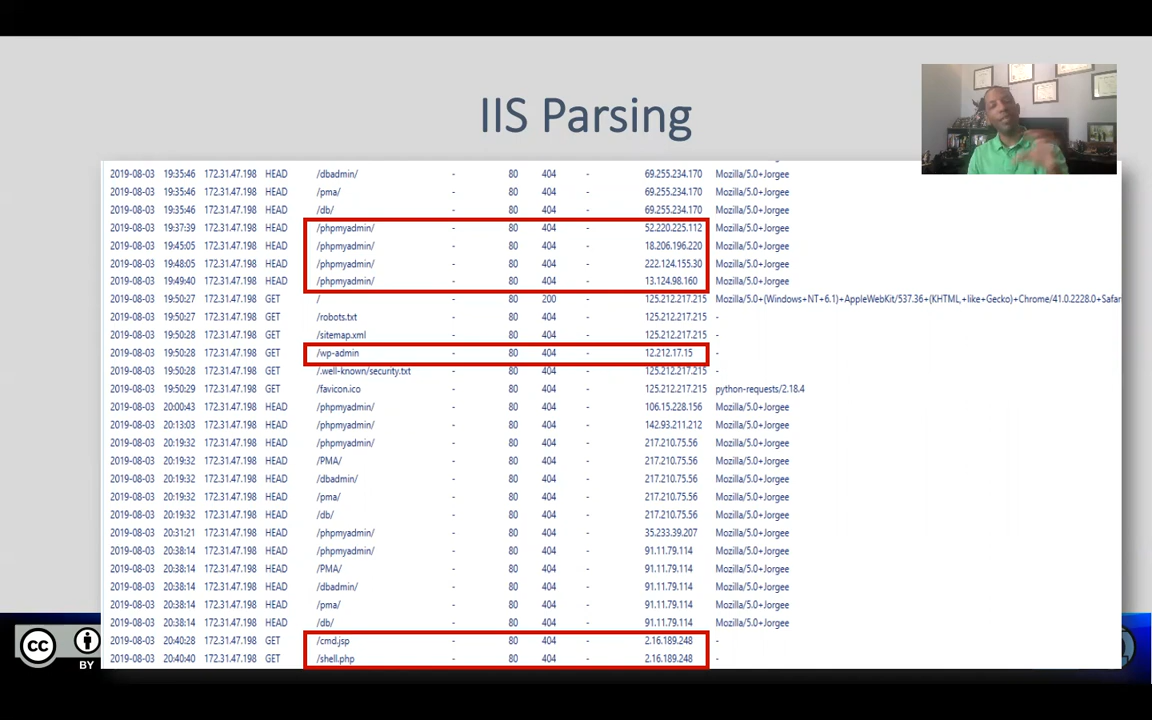 IIS Parsing
2019-08-03 19:35:46 172.31.47.198 HEAD /dbadmin/ - 80 404 - 69.255.234.170 Mozilla/5.0+Jorgee
2019-08-03 19:35:46 172.31.47.198 HEAD /pma/ - 80 404 - 69.255.234.170 Mozilla/5.0+Jorgee
2019-08-03 19:35:46 172.31.47.198 HEAD /db/ - 80 404 - 69.255.234.170 Mozilla/5.0+Jorgee
2019-08-03 19:37:39 172.31.47.198 HEAD /phpmyadmin/ - 80 404 - 52.220.225.112 Mozilla/5.0+Jorgee
2019-08-03 19:45:05 172.31.47.198 HEAD /phpmyadmin/ - 80 404 - 18.206.196.220 Mozilla/5.0+Jorgee
2019-08-03 19:48:05 172.31.47.198 HEAD /phpmyadmin/ - 80 404 - 222.124.155.30 Mozilla/5.0+Jorgee
2019-08-03 19:49:40 172.31.47.198 HEAD /phpmyadmin/ - 80 404 - 13.124.98.160 Mozilla/5.0+Jorgee
2019-08-03 19:50:27 172.31.47.198 GET / - 80 200 - 125.212.217.215 Mozilla/5.0+(Windows+NT+6.1)+AppleWebKit/537.36+(KHTML,+like+Gecko)+Chrome/41.0.2228.0+Safar
2019-08-03 19:50:27 172.31.47.198 GET /robots.txt - 80 404 - 125.212.217.215 -
2019-08-03 19:50:28 172.31.47.198 GET /sitemap.xml - 80 404 - 125.212.217.215 -
2019-08-03 19:50:28 172.31.47.198 GET /wp-admin - 80 404 - 12.212.17.15 -
2019-08-03 19:50:28 172.31.47.198 GET /.well-known/security.txt - 80 404 - 125.212.217.215 -
2019-08-03 19:50:29 172.31.47.198 GET /favicon.ico - 80 404 - 125.212.217.215 python-requests/2.18.4
2019-08-03 20:00:43 172.31.47.198 HEAD /phpmyadmin/ - 80 404 - 106.15.228.156 Mozilla/5.0+Jorgee
2019-08-03 20:13:03 172.31.47.198 HEAD /phpmyadmin/ - 80 404 - 142.93.211.212 Mozilla/5.0+Jorgee
2019-08-03 20:19:32 172.31.47.198 HEAD /phpmyadmin/ - 80 404 - 217.210.75.56 Mozilla/5.0+Jorgee
2019-08-03 20:19:32 172.31.47.198 HEAD /PMA/ - 80 404 - 217.210.75.56 Mozilla/5.0+Jorgee
2019-08-03 20:19:32 172.31.47.198 HEAD /dbadmin/ - 80 404 - 217.210.75.56 Mozilla/5.0+Jorgee
2019-08-03 20:19:32 172.31.47.198 HEAD /pma/ - 80 404 - 217.210.75.56 Mozilla/5.0+Jorgee
2019-08-03 20:19:32 172.31.47.198 HEAD /db/ - 80 404 - 217.210.75.56 Mozilla/5.0+Jorgee
2019-08-03 20:31:21 172.31.47.198 HEAD /phpmyadmin/ - 80 404 - 35.233.39.207 Mozilla/5.0+Jorgee
2019-08-03 20:38:14 172.31.47.198 HEAD /phpmyadmin/ - 80 404 - 91.11.79.114 Mozilla/5.0+Jorgee
2019-08-03 20:38:14 172.31.47.198 HEAD /PMA/ - 80 404 - 91.11.79.114 Mozilla/5.0+Jorgee
2019-08-03 20:38:14 172.31.47.198 HEAD /dbadmin/ - 80 404 - 91.11.79.114 Mozilla/5.0+Jorgee
2019-08-03 20:38:14 172.31.47.198 HEAD /pma/ - 80 404 - 91.11.79.114 Mozilla/5.0+Jorgee
2019-08-03 20:38:14 172.31.47.198 HEAD /db/ - 80 404 - 91.11.79.114 Mozilla/5.0+Jorgee
2019-08-03 20:40:28 172.31.47.198 GET /cmd.jsp - 80 404 - 2.16.189.248 -
2019-08-03 20:40:40 172.31.47.198 GET /shell.php - 80 404 - 2.16.189.248 -
cc
BY